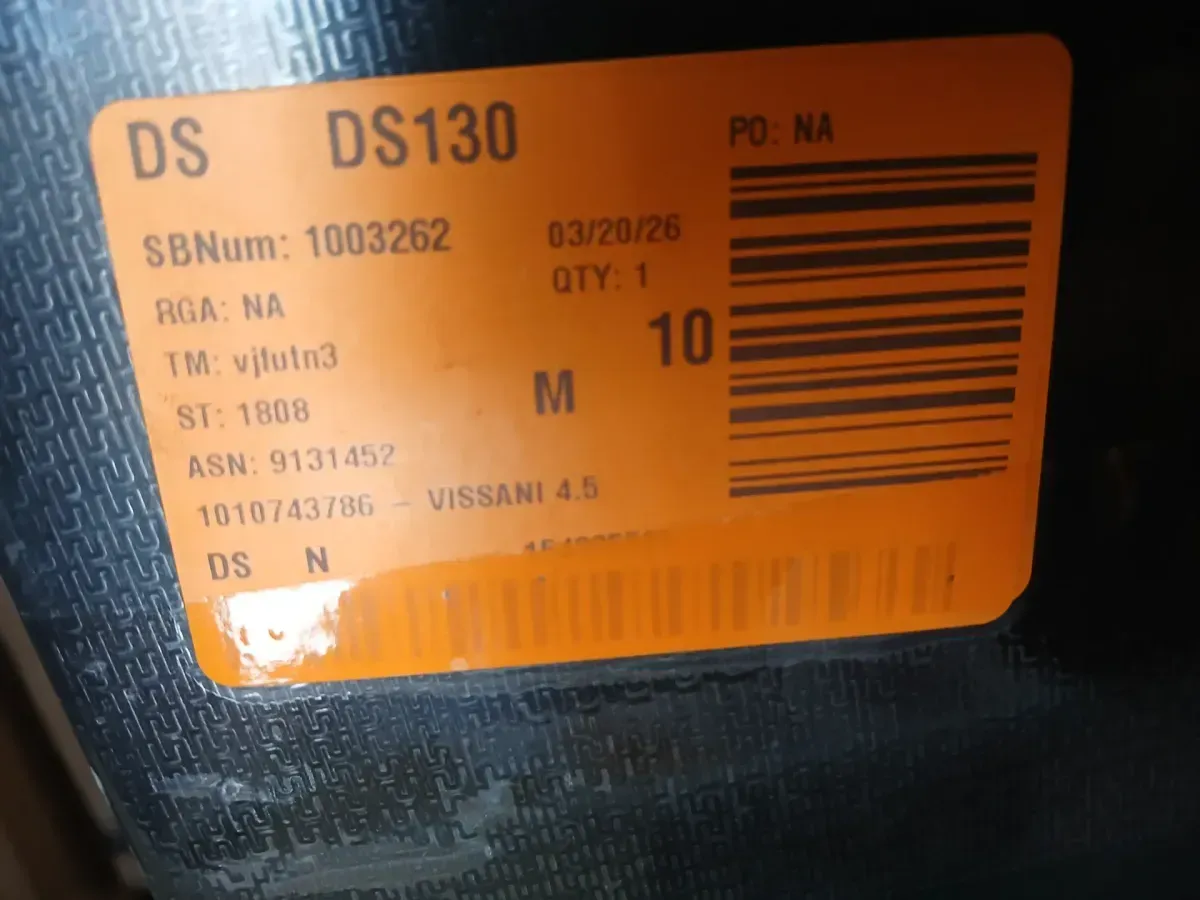 DS DS130 PO: NA
SBNum: 1003262 03/20/26
RGA: NA QTY: 1
10
TM: vjlutn3
M
ST: 1808
ASN: 9131452
1010743786 - VISSANI 4.5
DS N